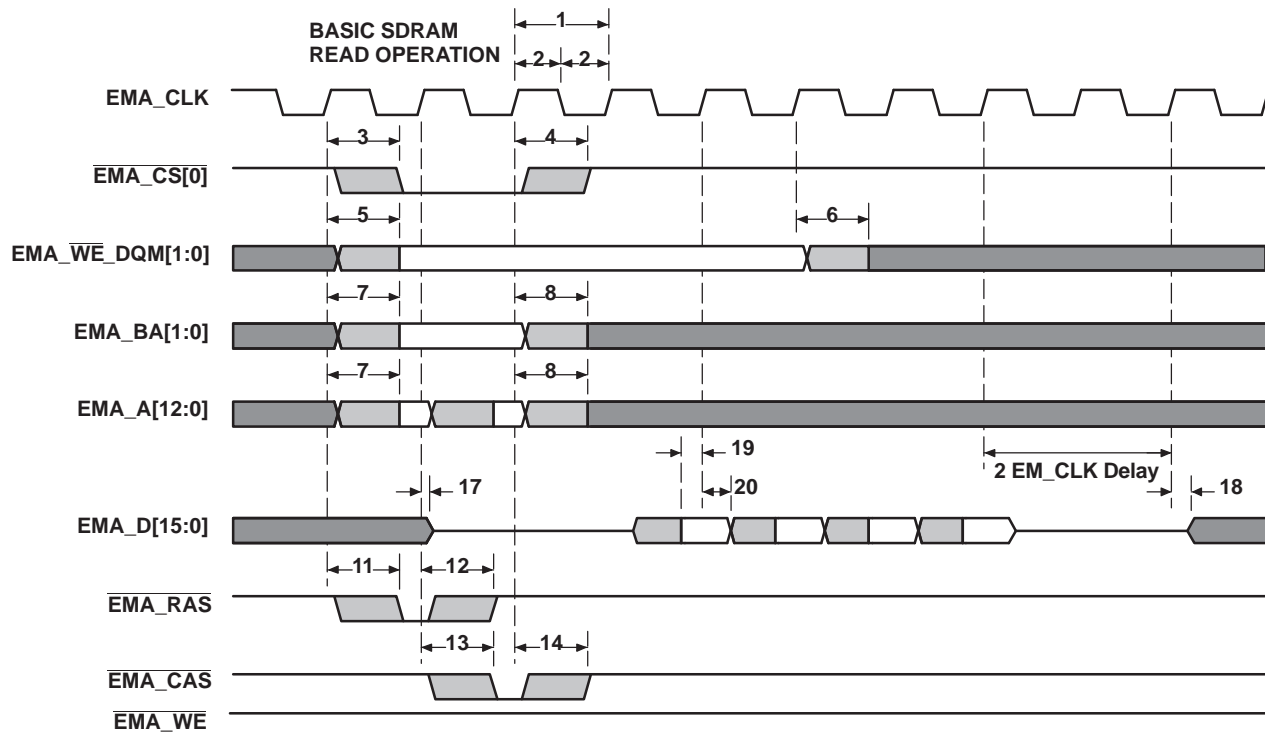 BASIC SDRAM
READ OPERATION
1
2 2
EMA_CLK
3 4
EMA_CS[0]
5 6
EMA_WE_DQM[1:0]
7 8
EMA_BA[1:0]
7 8
EMA_A[12:0]
19
2 EM_CLK Delay
17 20 18
EMA_D[15:0]
11 12
EMA_RAS
13 14
EMA_CAS
EMA_WE